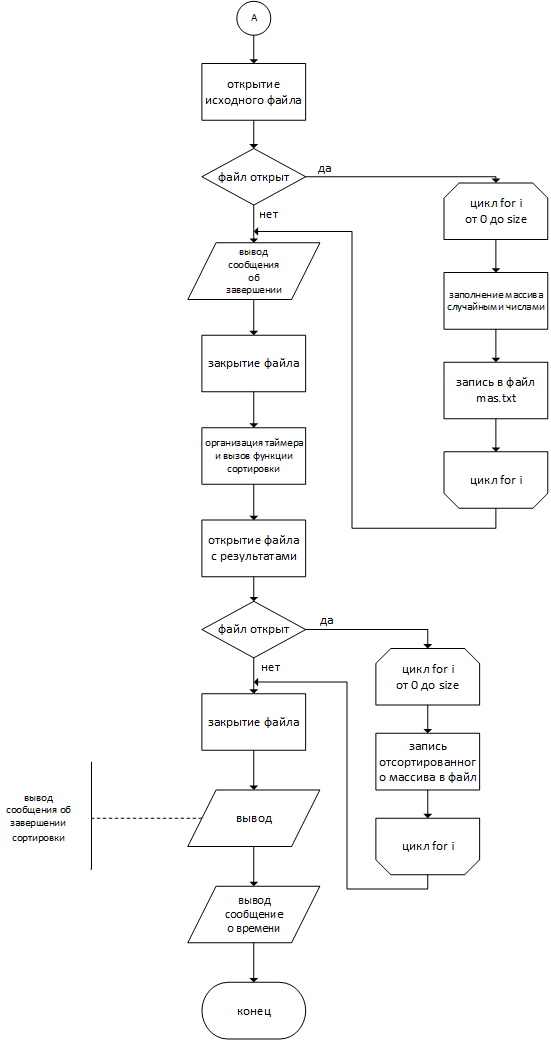 A
открытие
исходного файла
файл открыт
да
нет
цикл for i
от 0 до size
заполнение массива
случайными числами
запись в файл
mas.txt
цикл for i
вывод
сообщения
об
завершении
закрытие файла
организация таймера
и вызов функции
сортировки
открытие файла
с результатами
файл открыт
да
нет
цикл for i
от 0 до size
запись
отсортированног
о массива в файл
цикл for i
закрытие файла
вывод
вывод
сообщения об
завершении
сортировки
вывод
сообщение
о времени
конец